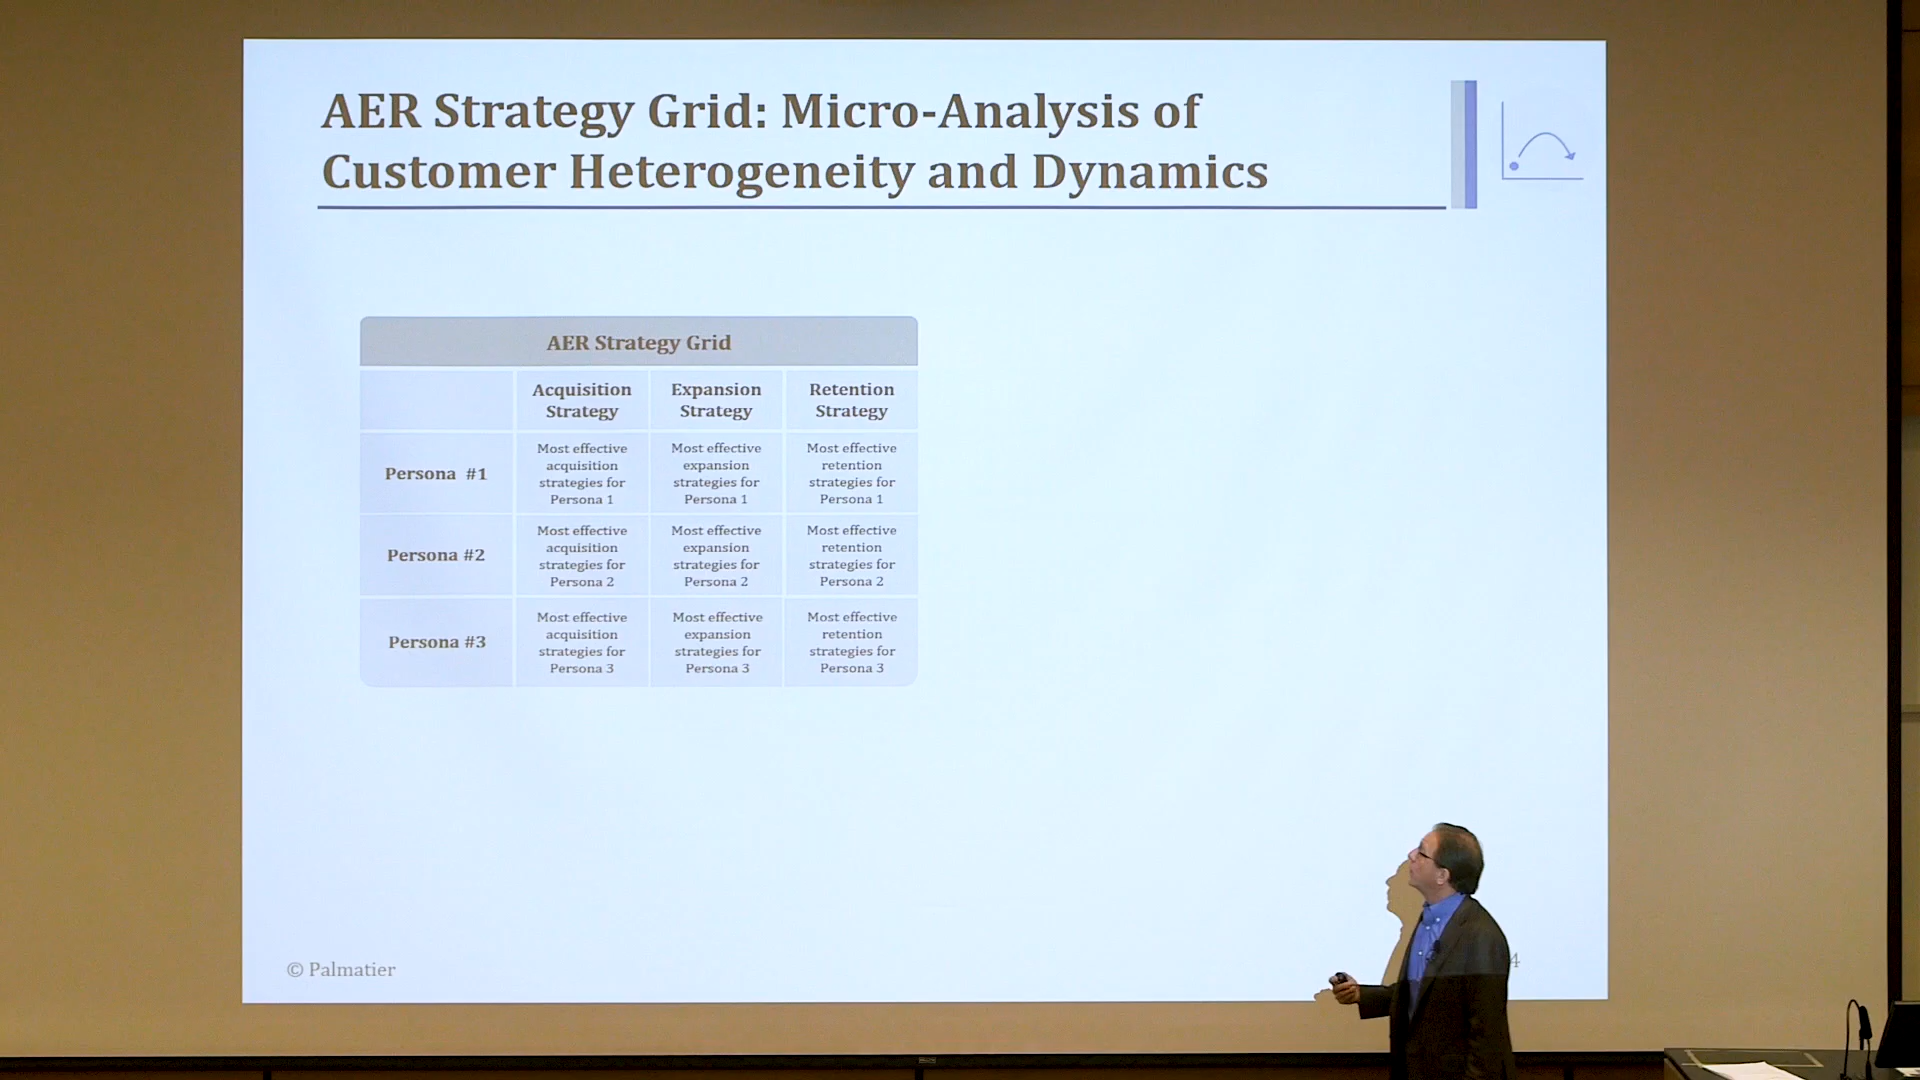 AER Strategy Grid: Micro-Analysis of
Customer Heterogeneity and Dynamics
AER Strategy Grid
Acquisition
Strategy
Expansion
Strategy
Retention
Strategy
Persona #1
Most effective
acquisition
strategies for
Persona 1
Most effective
expansion
strategies for
Persona 1
Most effective
retention
strategies for
Persona 1
Persona #2
Most effective
acquisition
strategies for
Persona 2
Most effective
expansion
strategies for
Persona 2
Most effective
retention
strategies for
Persona 2
Persona #3
Most effective
acquisition
strategies for
Persona 3
Most effective
expansion
strategies for
Persona 3
Most effective
retention
strategies for
Persona 3
© Palmatier